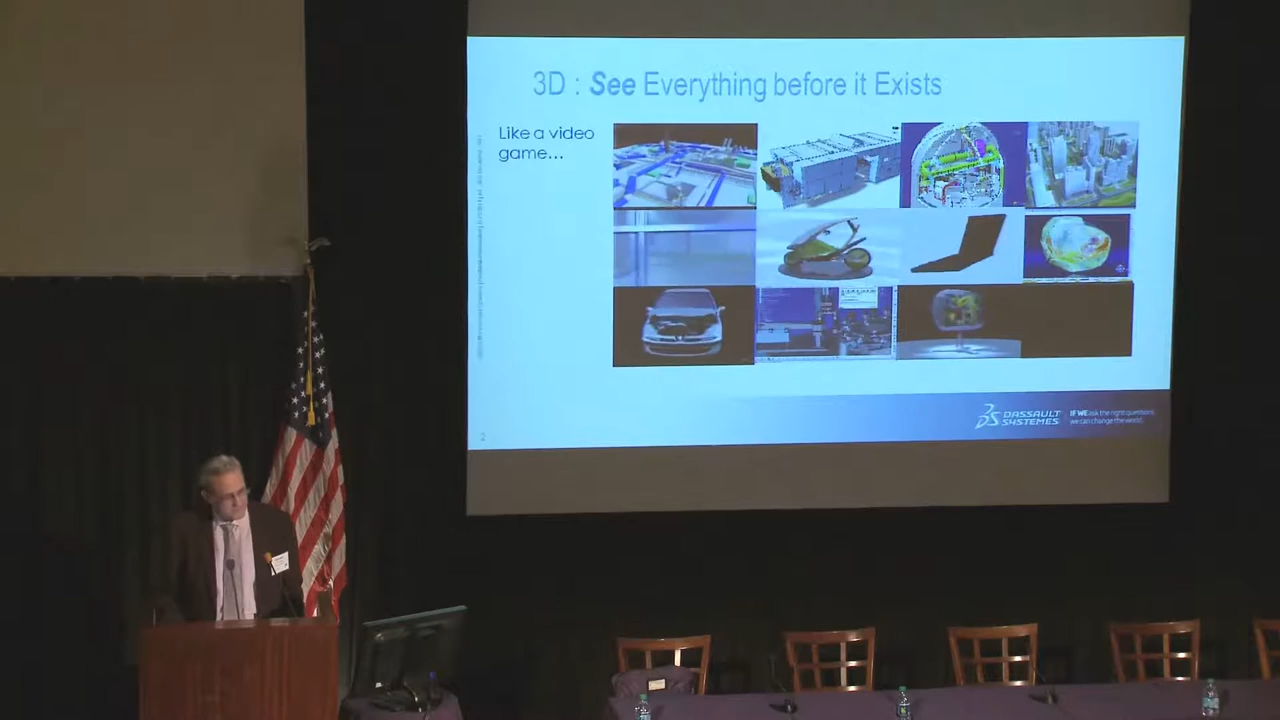 3D : See Everything before it Exists
Like a video
game...
DASSAULT
SYSTEMES
IF WE ask the right questions
we can change the world.